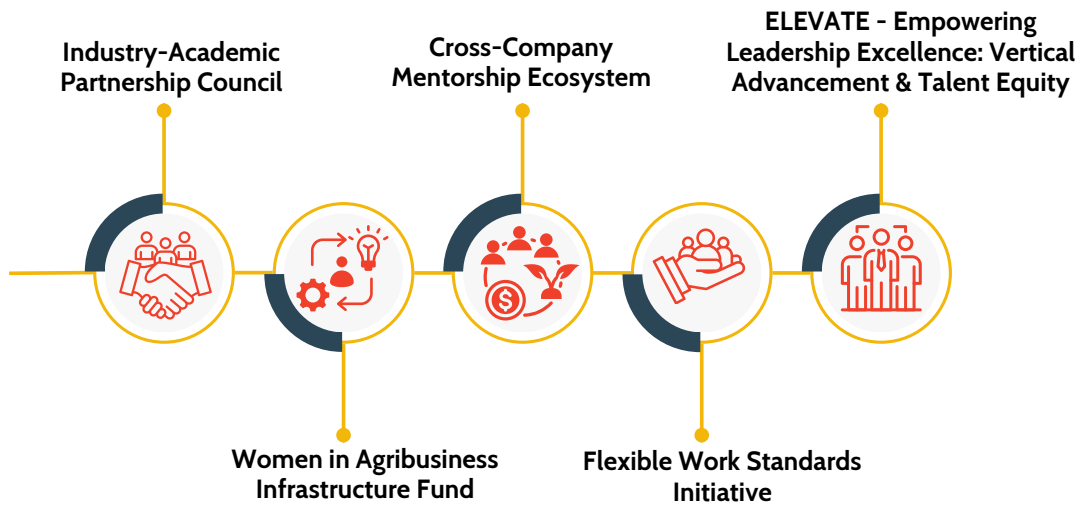 Industry-Academic
Partnership Council
Women in Agribusiness
Infrastructure Fund
Cross-Company
Mentorship Ecosystem
Flexible Work Standards
Initiative
ELEVATE - Empowering
Leadership Excellence: Vertical
Advancement & Talent Equity
$